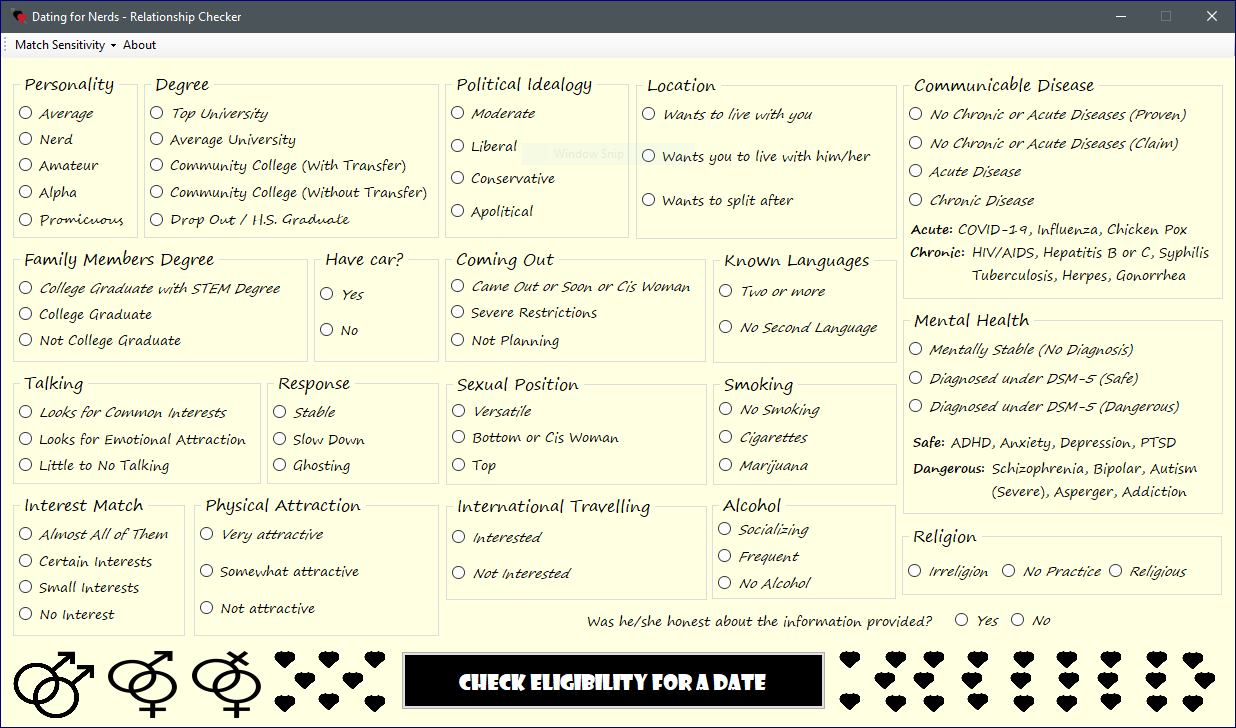 Dating for Nerds - Relationship Checker
Match Sensitivity
About
Personality
Average
Nerd
Amateur
Alpha
Promicuous
Degree
Top University
Average University
Community College (With Transfer)
Community College (Without Transfer)
Drop Out / H.S. Graduate
Political Idealogy
Moderate
Liberal
Conservative
Apolitical
Window Snip
Location
Wants to live with you
Wants you to live with him/her
Wants to split after
Communicable Disease
No Chronic or Acute Diseases (Proven)
No Chronic or Acute Diseases (Claim)
Acute Disease
Chronic Disease
Acute: COVID-19, Influenza, Chicken Pox
Chronic: HIV/AIDS, Hepatitis B or C, Syphilis
Tuberculosis, Herpes, Gonorrhea
Family Members Degree
College Graduate with STEM Degree
College Graduate
Not College Graduate
Have car?
Yes
No
Coming Out
Came Out or Soon or Cis Woman
Severe Restrictions
Not Planning
Known Languages
Two or more
No Second Language
Mental Health
Mentally Stable (No Diagnosis)
Diagnosed under DSM-5 (Safe)
Diagnosed under DSM-5 (Dangerous)
Safe: ADHD, Anxiety, Depression, PTSD
Dangerous: Schizophrenia, Bipolar, Autism
(Severe), Asperger, Addiction
Talking
Looks for Common Interests
Looks for Emotional Attraction
Little to No Talking
Response
Stable
Slow Down
Ghosting
Sexual Position
Versatile
Bottom or Cis Woman
Top
Smoking
No Smoking
Cigarettes
Marijuana
Interest Match
Almost All of Them
Certain Interests
Small Interests
No Interest
Physical Attraction
Very attractive
Somewhat attractive
Not attractive
International Travelling
Interested
Not Interested
Alcohol
Socializing
Frequent
No Alcohol
Religion
Irreligion
No Practice
Religious
Was he/she honest about the information provided?
Yes
No
CHECK ELIGIBILITY FOR A DATE